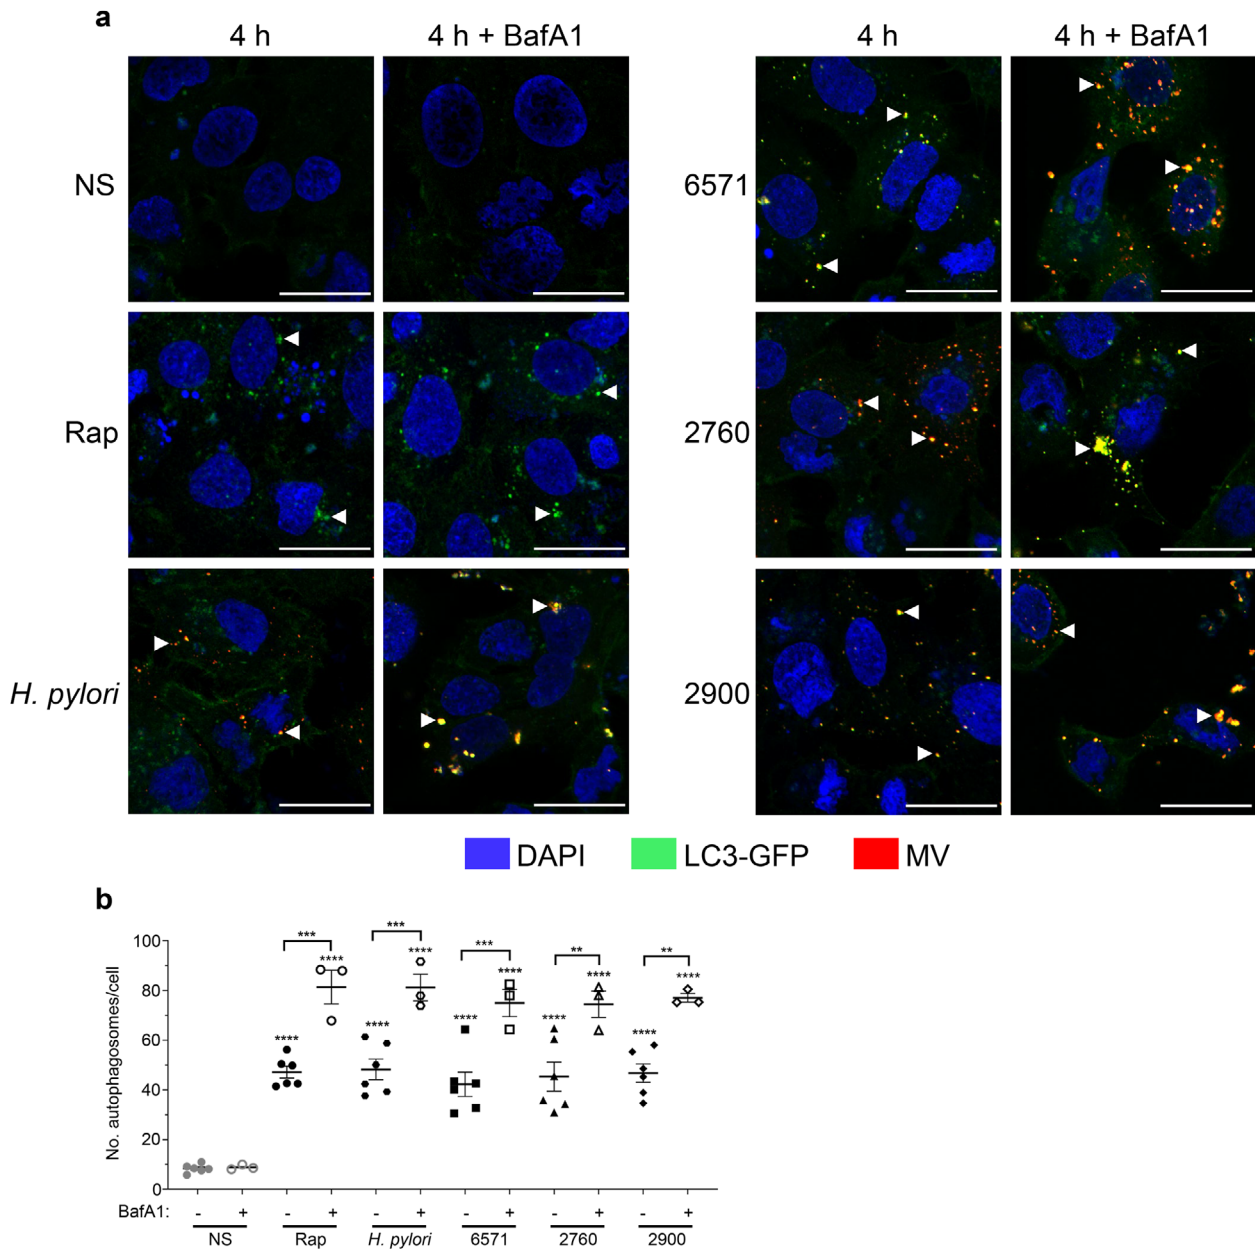 a
4 h
4 h + BafA1
4 h
4 h + BafA1
NS
6571
Rap
2760
H. pylori
2900
DAPI
LC3-GFP
MV
b
No. autophagosomes/cell
100
80
60
40
20
0
*** *** *** ** **
**** **** **** **** ****
**** **** **** **** ****
BafA1: - + - + - + - + - + - +
NS Rap H. pylori 6571 2760 2900